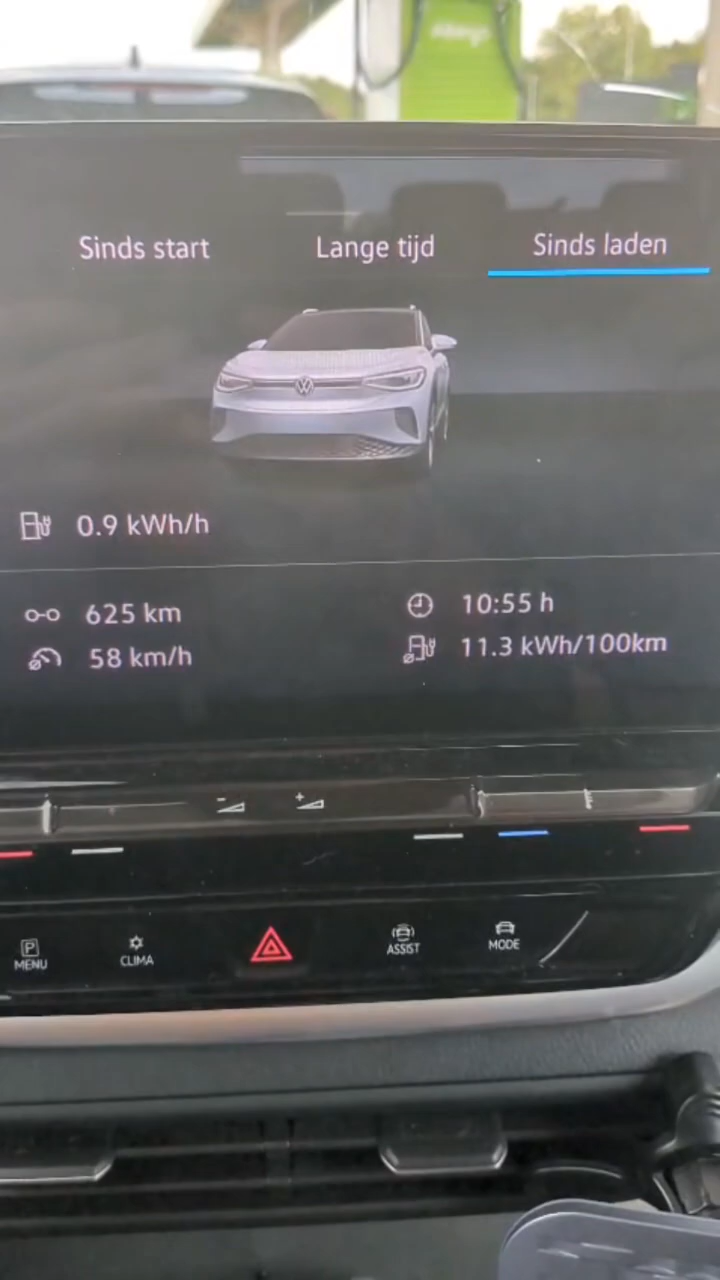 Sinds start
Lange tijd
Sinds laden
0.9 kWh/h
625 km
10:55 h
58 km/h
11.3 kWh/100km
P
MENU
CLIMA
ASSIST
MODE